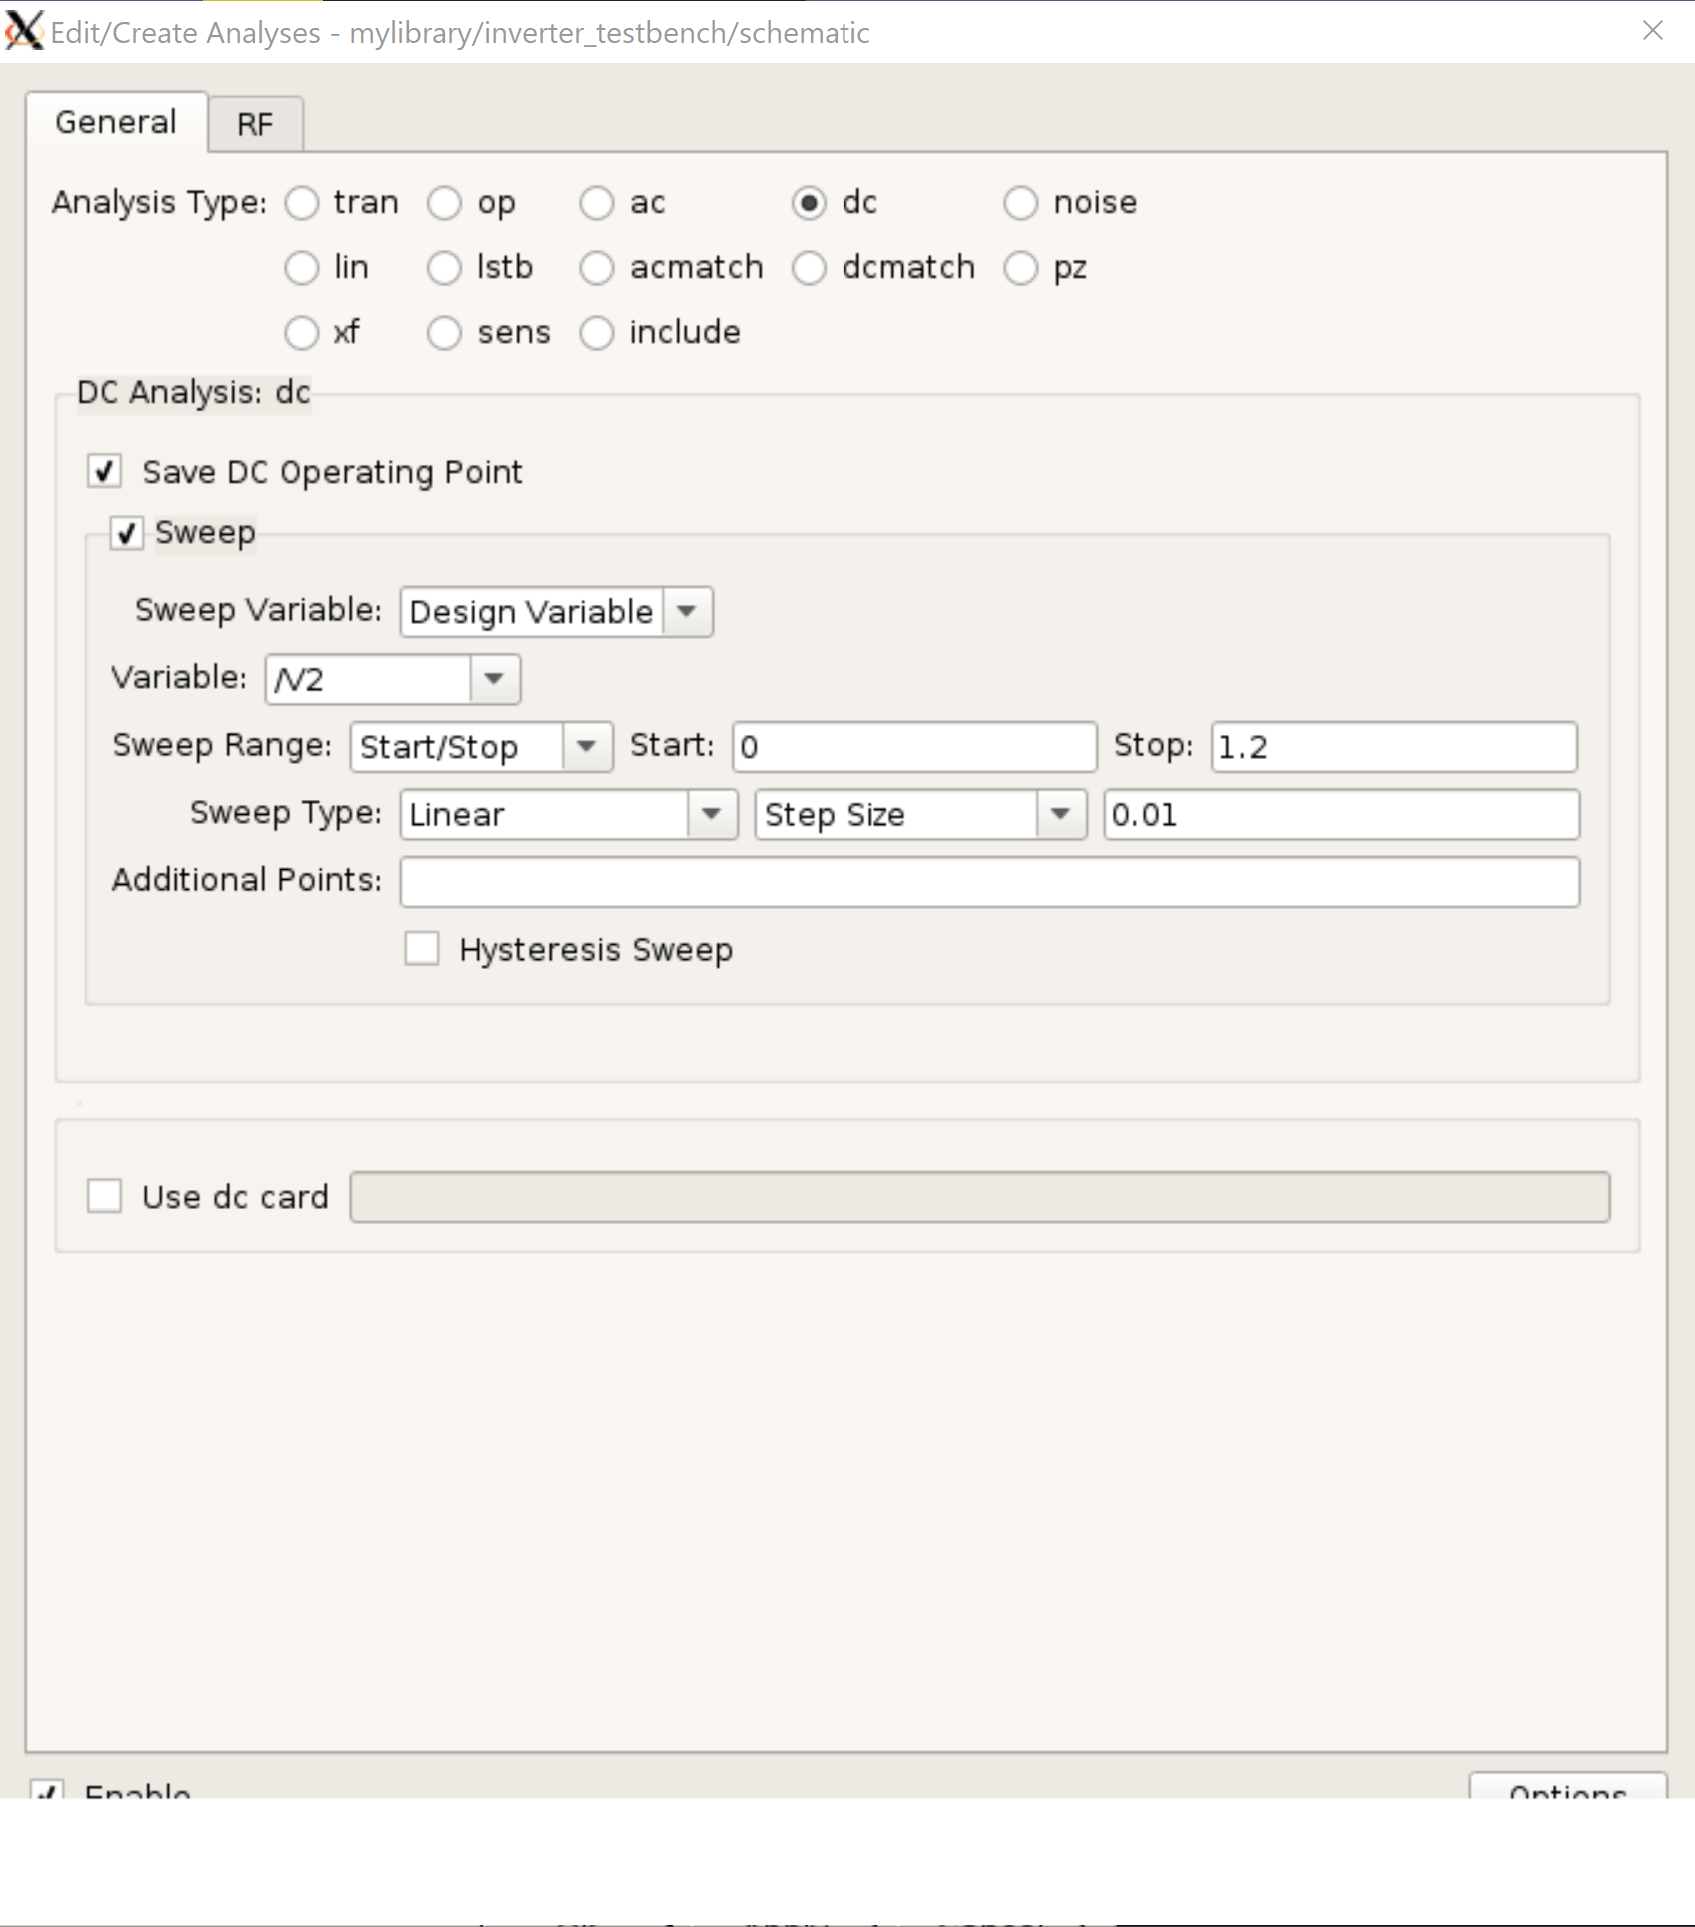 Edit/Create Analyses - mylibrary/inverter_testbench/schematic
General RF
Analysis Type: tran op ac dc noise
lin lstb acmatch dcmatch pz
xf sens include
DC Analysis: dc
Save DC Operating Point
Sweep
Sweep Variable: Design Variable
Variable: /V2
Sweep Range: Start/Stop Start: 0 Stop: 1.2
Sweep Type: Linear Step Size 0.01
Additional Points:
Hysteresis Sweep
Use dc card
Enable Options